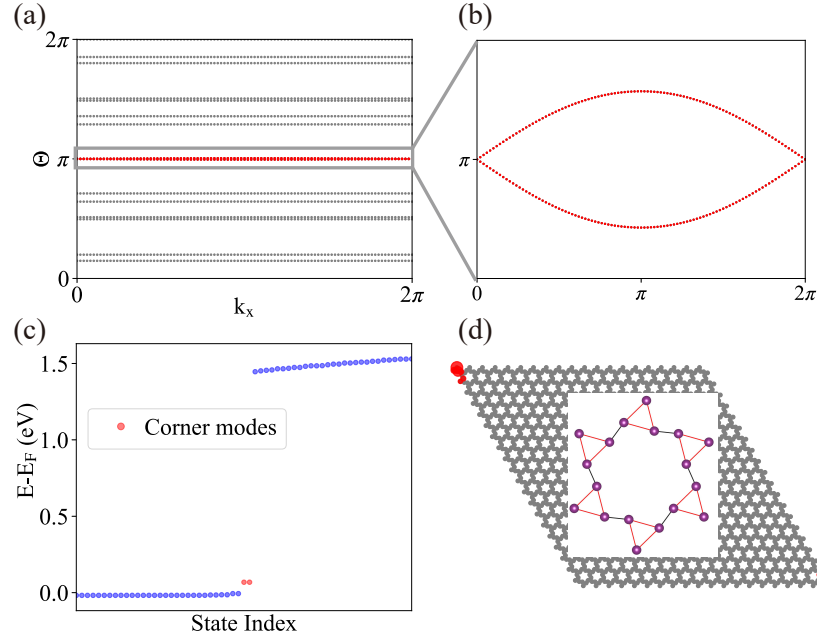 (a)
2π
Θ π
0
0
2π
kx
(b)
π
0
π
2π
(c)
1.5
1.0
0.5
0.0
E-EF (eV)
Corner modes
State Index
(d)